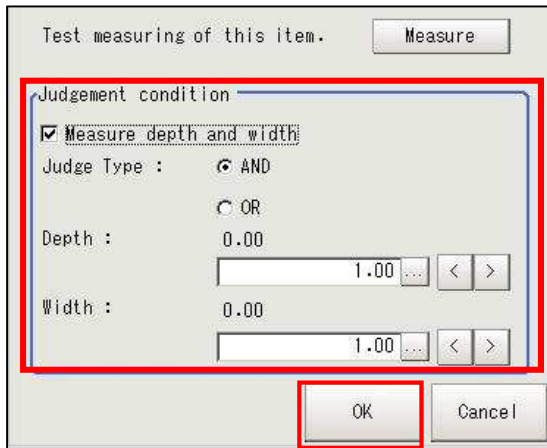 Test measuring of this item. Measure
Judgement condition
Measure depth and width
Judge Type : AND
OR
Depth : 0.00
1.00 ... < >
Width : 0.00
1.00 ... < >
OK Cancel